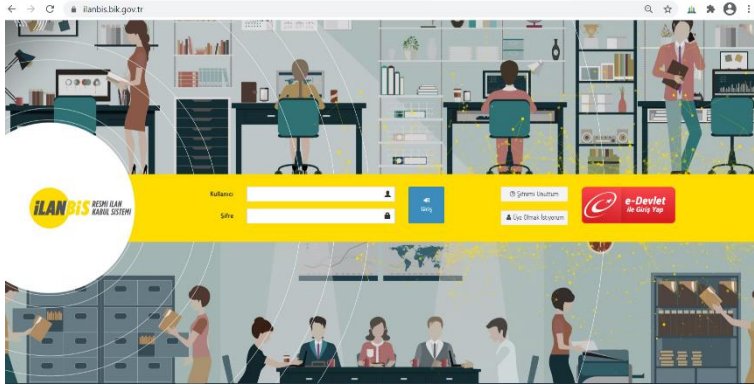 ilanbis.bik.gov.tr
Kullanıcı
Şifre
Giriş
Şifremi Unuttum
Üye Olmak İstiyorum
e-Devlet
ile Giriş Yap
iLANBiS RESMİ İLAN
KABUL SİSTEMİ